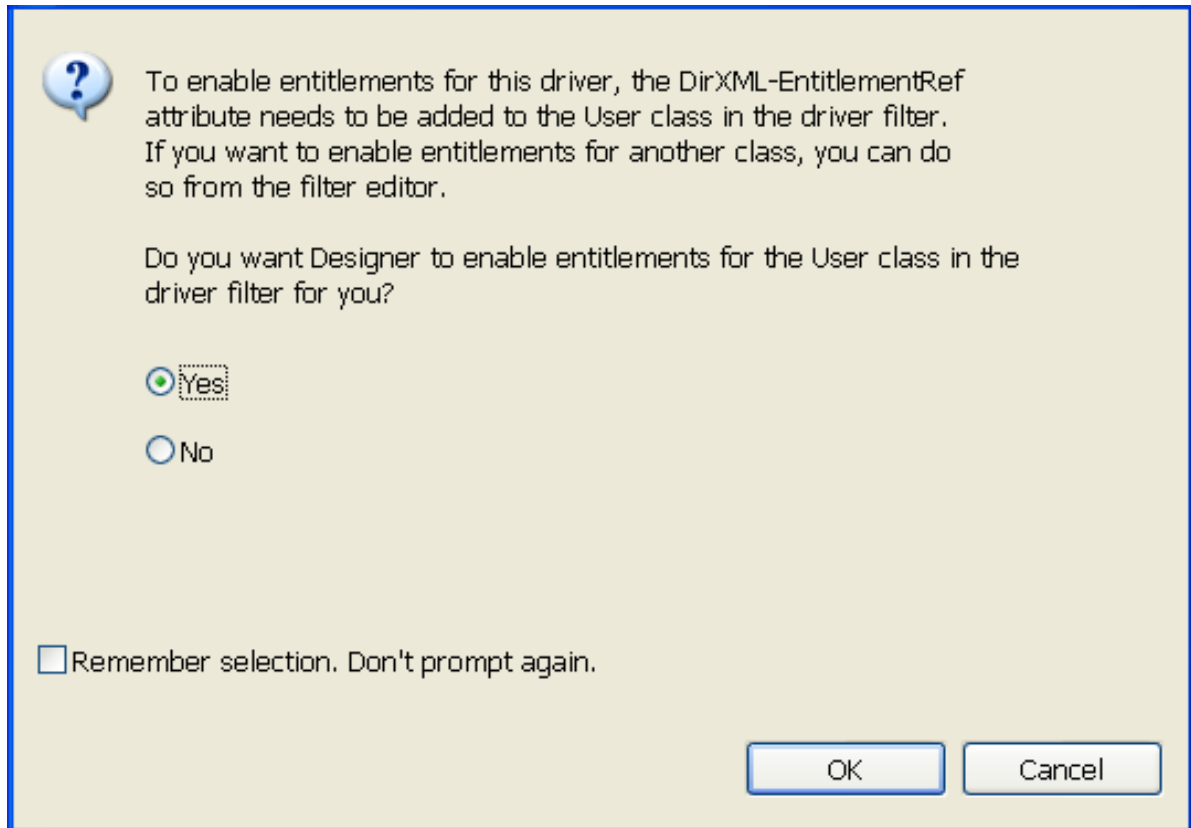 To enable entitlements for this driver, the DirXML-EntitlementRef
attribute needs to be added to the User class in the driver filter.
If you want to enable entitlements for another class, you can do
so from the filter editor.
Do you want Designer to enable entitlements for the User class in the
driver filter for you?
Yes
No
Remember selection. Don't prompt again.
OK
Cancel